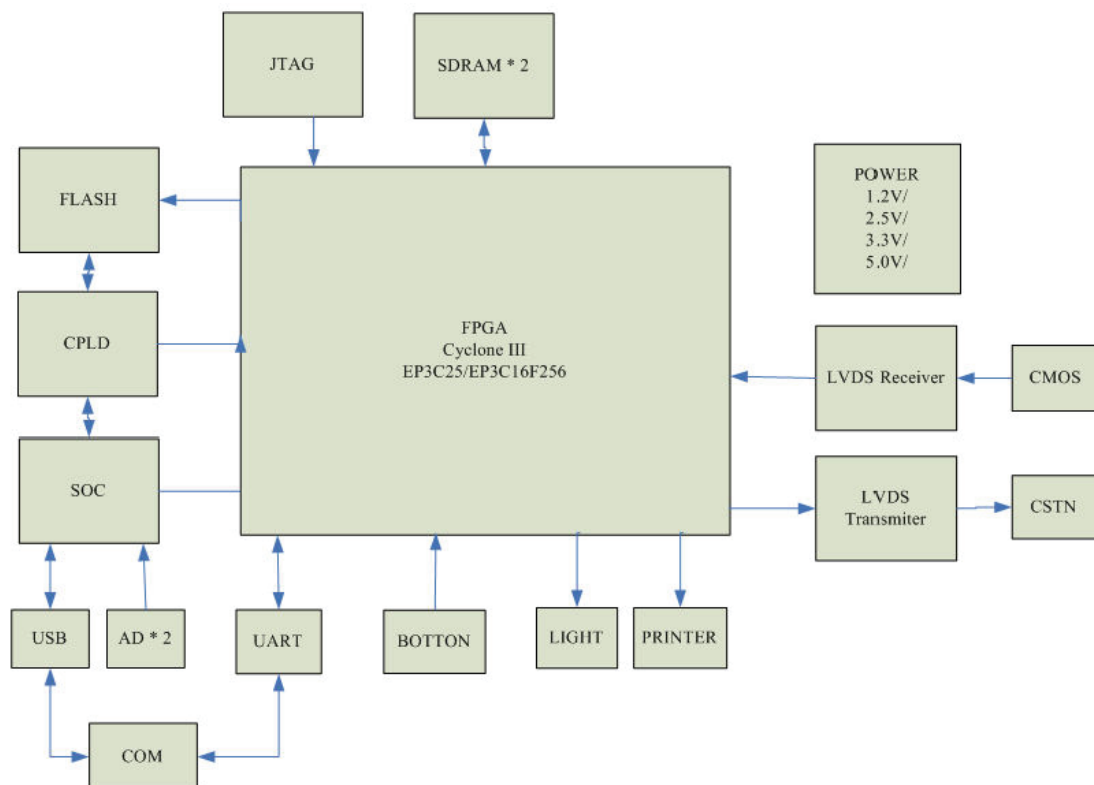 JTAG
SDRAM * 2
FLASH
POWER
1.2V/
2.5V/
3.3V/
5.0V/
CPLD
FPGA
Cyclone III
EP3C25/EP3C16F256
LVDS Receiver
CMOS
SOC
LVDS
Transmiter
CSTN
USB
AD * 2
UART
BOTTON
LIGHT
PRINTER
COM